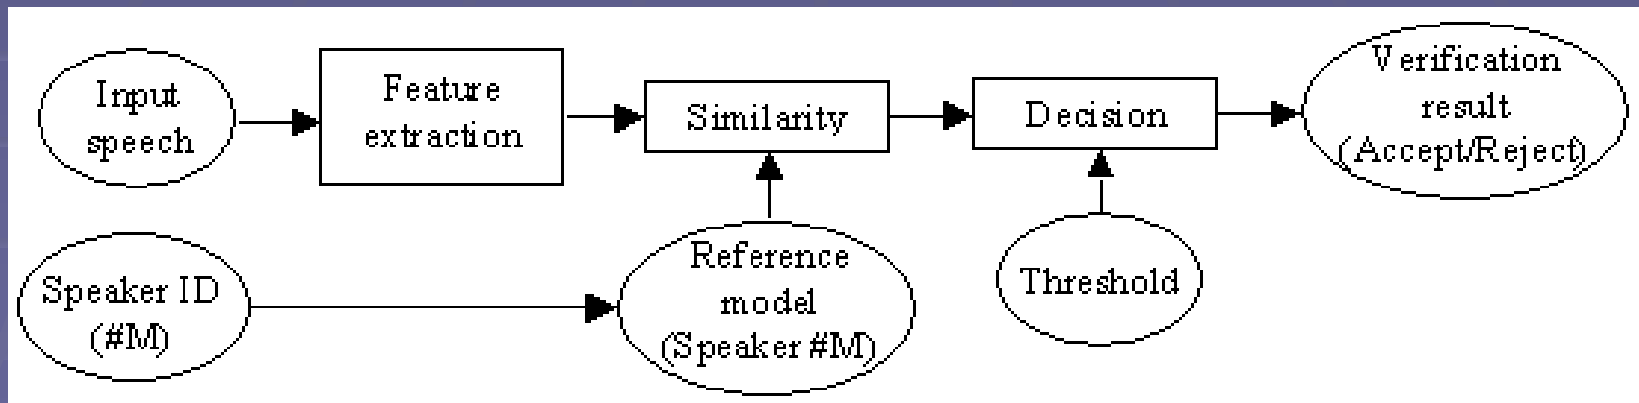 Input
speech
Feature
extraction
Similarity
Decision
Verification
result
(Accept/Reject)
Speaker ID
(#M)
Reference
model
(Speaker #M)
Threshold